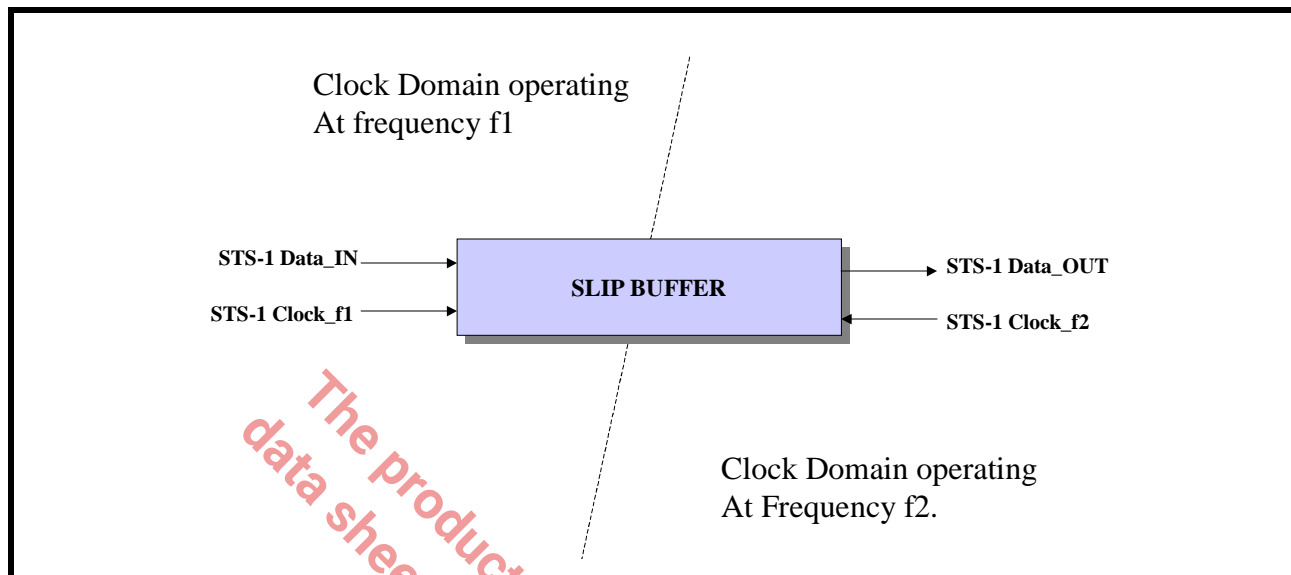 Clock Domain operating
At frequency f1
STS-1 Data_IN
STS-1 Clock_f1
SLIP BUFFER
STS-1 Data_OUT
STS-1 Clock_f2
Clock Domain operating
At Frequency f2.
The product
data shee